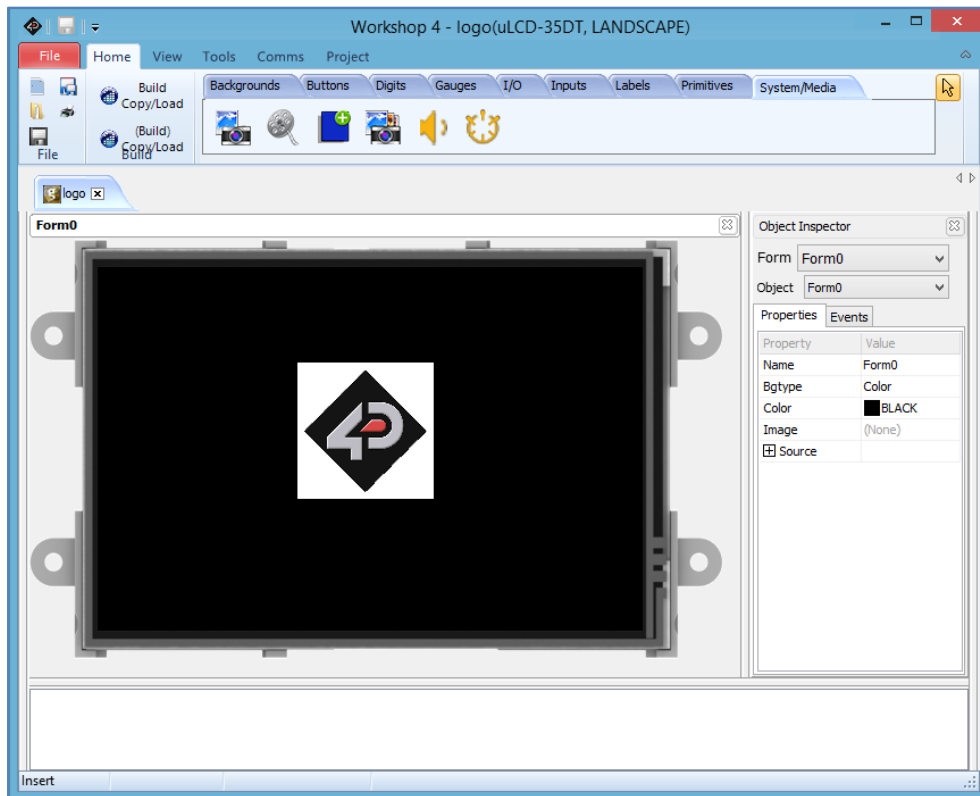 Workshop 4 - logo(uLCD-35DT, LANDSCAPE)
File Home View Tools Comms Project
Build
Copy/Load
(Build)
Copy/Load
File Build
Backgrounds Buttons Digits Gauges I/O Inputs Labels Primitives System/Media
logo
Form0
Object Inspector
Form Form0
Object Form0
Properties Events
Property Value
Name Form0
Bgtype Color
Color BLACK
Image (None)
Source
4D
Insert